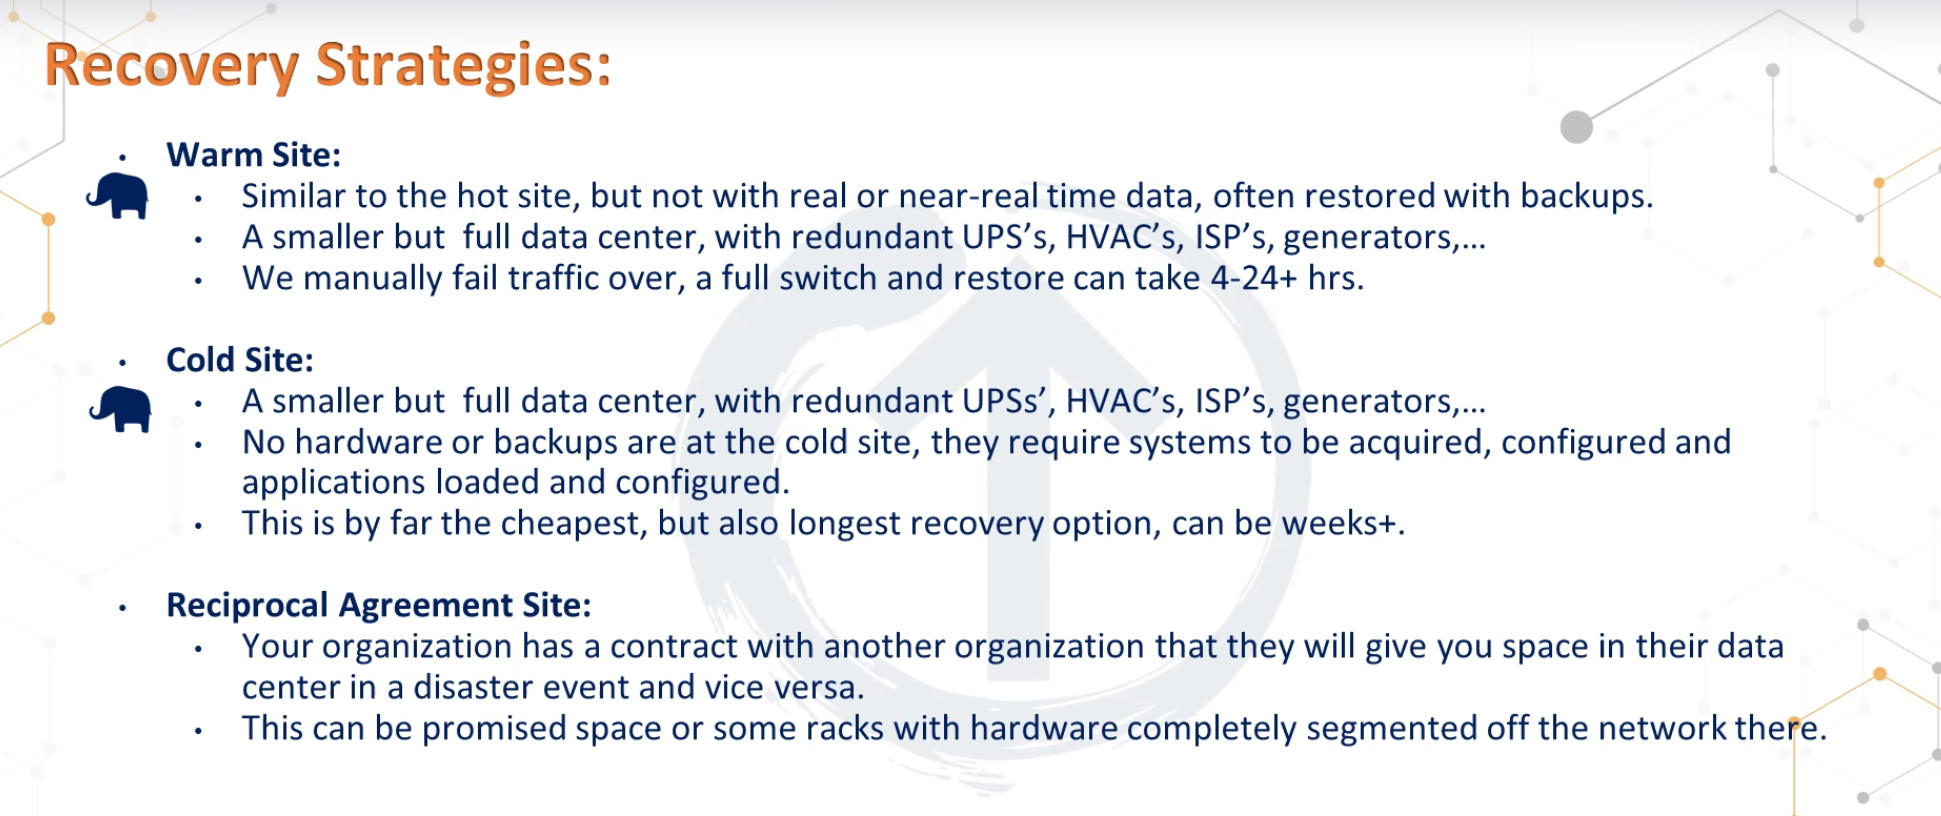 Recovery Strategies:
• Warm Site:
• Similar to the hot site, but not with real or near-real time data, often restored with backups.
• A smaller but full data center, with redundant UPS’s, HVAC’s, ISP’s, generators,...
• We manually fail traffic over, a full switch and restore can take 4-24+ hrs.
• Cold Site:
• A smaller but full data center, with redundant UPSs’, HVAC’s, ISP’s, generators,...
• No hardware or backups are at the cold site, they require systems to be acquired, configured and
applications loaded and configured.
• This is by far the cheapest, but also longest recovery option, can be weeks+.
• Reciprocal Agreement Site:
• Your organization has a contract with another organization that they will give you space in their data
center in a disaster event and vice versa.
• This can be promised space or some racks with hardware completely segmented off the network there.